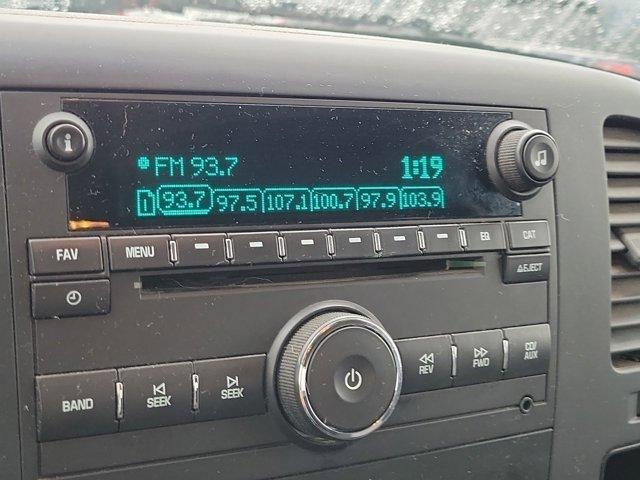 FM 93.7 1:19
1 93.7 97.5 107.1 100.7 97.9 103.9
FAV MENU EQ CAT
EJECT
BAND SEEK SEEK REV FWD CD/AUX